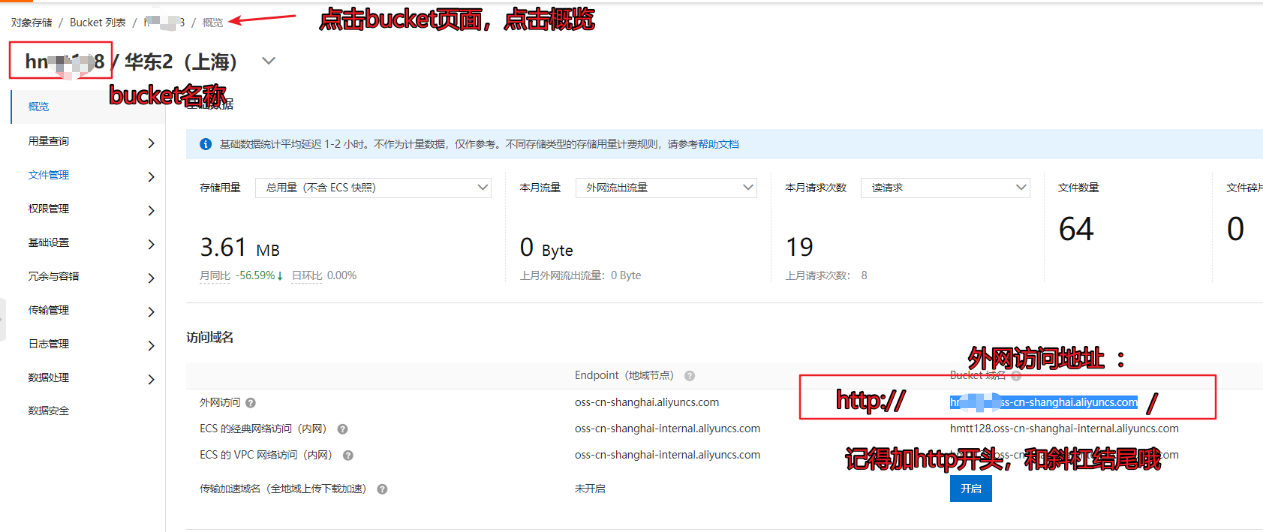 对象存储 / Bucket 列表 / / 概览
点击bucket页面，点击概览
/ 华东2（上海）
bucket名称
概览
用量查询
文件管理
权限管理
基础设置
冗余与容错
传输管理
日志管理
数据处理
数据安全
基础数据
基础数据统计平均延迟 1-2 小时。不作为计量数据，仅作参考。不同存储类型的存储用量计费规则，请参考帮助文档
存储用量 总用量（不含 ECS 快照）
3.61 MB
月同比 -56.59%↓ 日环比 0.00%
本月流量 外网流出流量
0 Byte
上月外网流出流量： 0 Byte
本月请求次数 读请求
19
上月请求次数： 8
文件数量
64
文件碎片
0
访问域名
外网访问地址：
Endpoint（地域节点） Bucket 域名
外网访问 oss-cn-shanghai.aliyuncs.com http:// oss-cn-shanghai.aliyuncs.com /
ECS 的经典网络访问（内网） oss-cn-shanghai-internal.aliyuncs.com hmtt128.oss-cn-shanghai-internal.aliyuncs.com
ECS 的 VPC 网络访问（内网） oss-cn-shanghai-internal.aliyuncs.com
记得加http开头，和斜杠结尾哦
传输加速域名（全地域上传下载加速） 未开启 开启